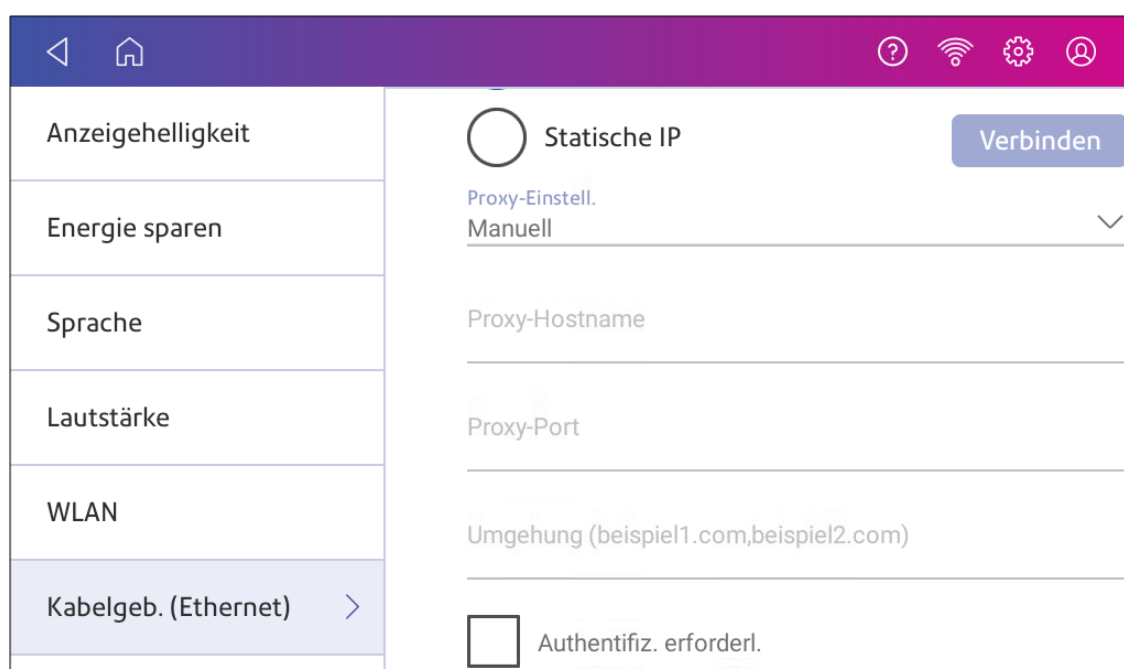 Anzeigehelligkeit
Energie sparen
Sprache
Lautstärke
WLAN
Kabelgeb. (Ethernet)
Statische IP
Verbinden
Proxy-Einstell.
Manuell
Proxy-Hostname
Proxy-Port
Umgehung (beispiel1.com,beispiel2.com)
Authentifiz. erforderl.